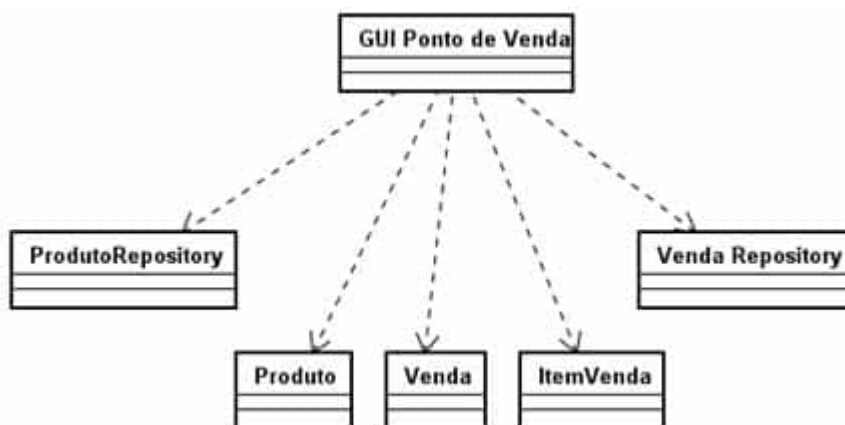 GUI Ponto de Venda
ProdutoRepository
Venda Repository
Produto
Venda
ItemVenda